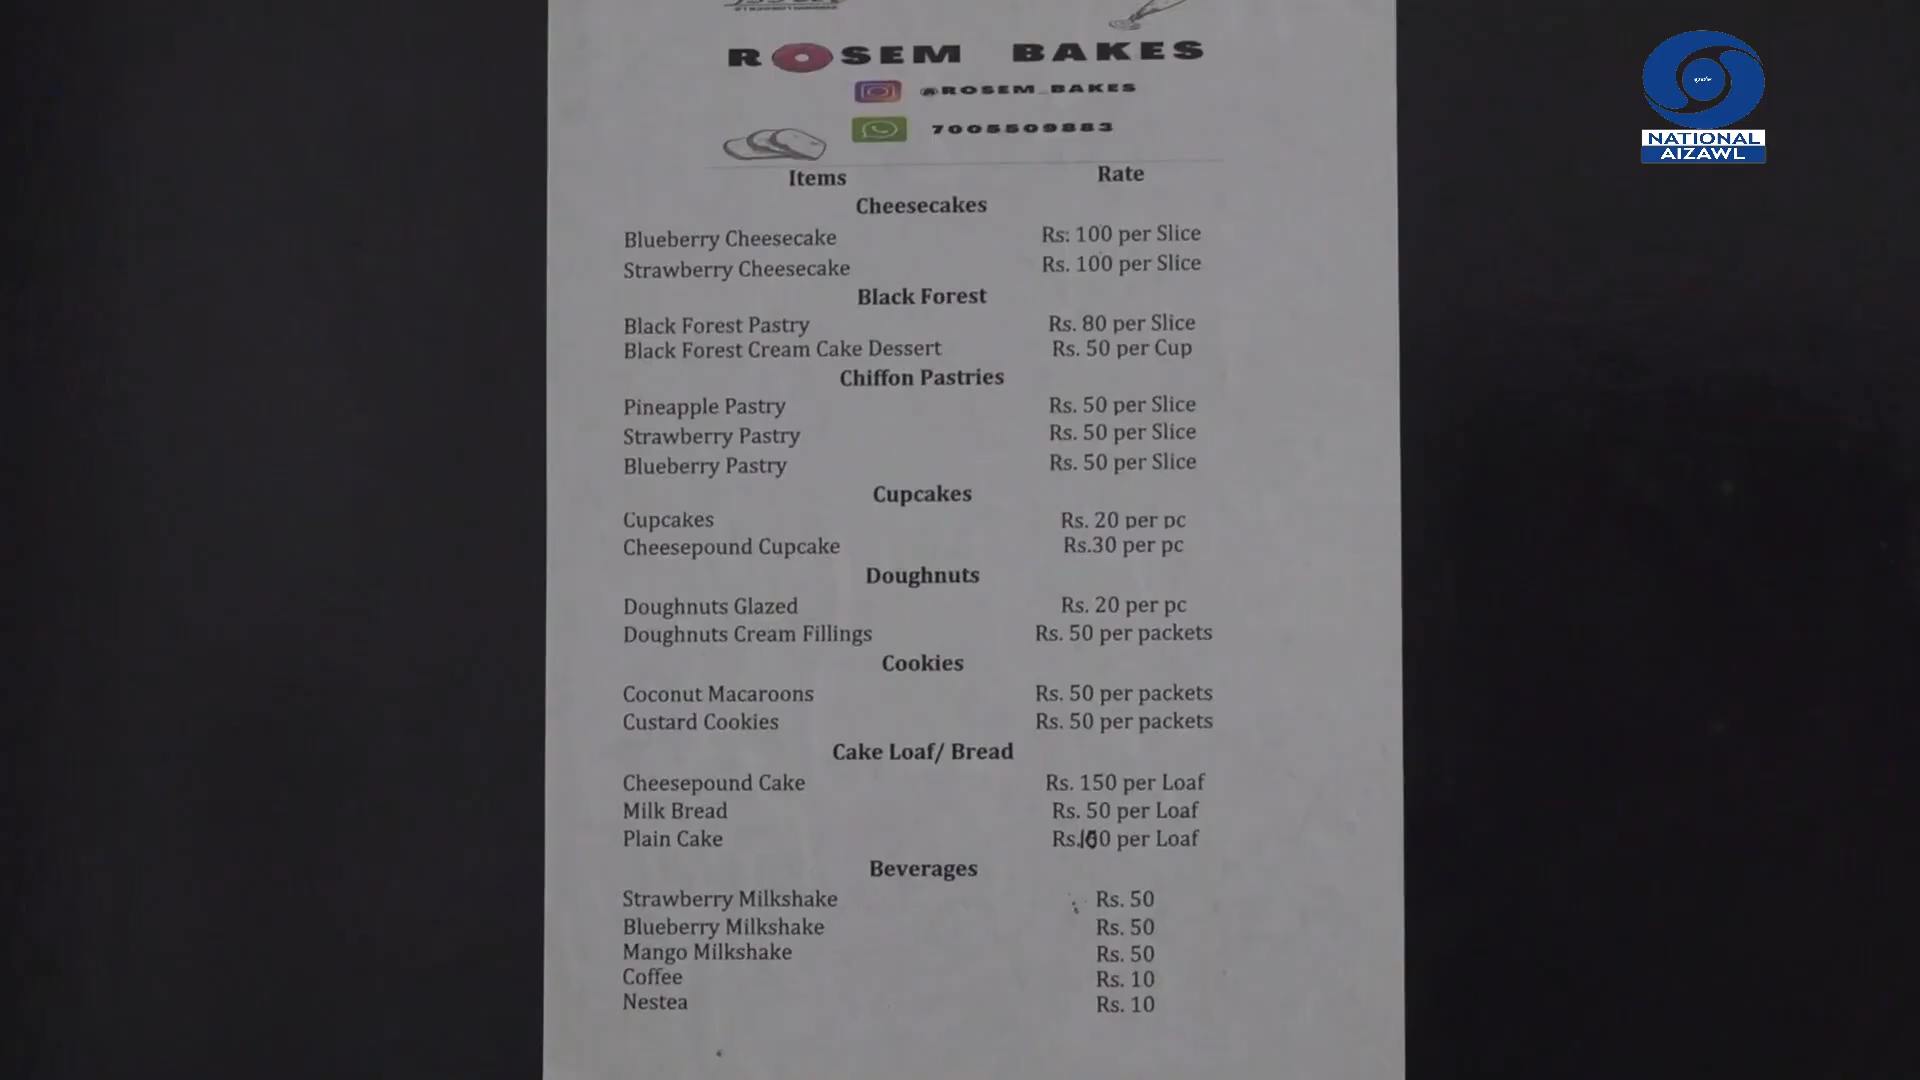 ROSEM BAKES
@ROSEM_BAKES
7005509883
Items Rate
Cheesecakes
Blueberry Cheesecake Rs. 100 per Slice
Strawberry Cheesecake Rs. 100 per Slice
Black Forest
Black Forest Pastry Rs. 80 per Slice
Black Forest Cream Cake Dessert Rs. 50 per Cup
Chiffon Pastries
Pineapple Pastry Rs. 50 per Slice
Strawberry Pastry Rs. 50 per Slice
Blueberry Pastry Rs. 50 per Slice
Cupcakes
Cupcakes Rs. 20 per pc
Cheesepound Cupcake Rs.30 per pc
Doughnuts
Doughnuts Glazed Rs. 20 per pc
Doughnuts Cream Fillings Rs. 50 per packets
Cookies
Coconut Macaroons Rs. 50 per packets
Custard Cookies Rs. 50 per packets
Cake Loaf/ Bread
Cheesepound Cake Rs. 150 per Loaf
Milk Bread Rs. 50 per Loaf
Plain Cake Rs.100 per Loaf
Beverages
Strawberry Milkshake Rs. 50
Blueberry Milkshake Rs. 50
Mango Milkshake Rs. 50
Coffee Rs. 10
Nestea Rs. 10
NATIONAL
AIZAWL